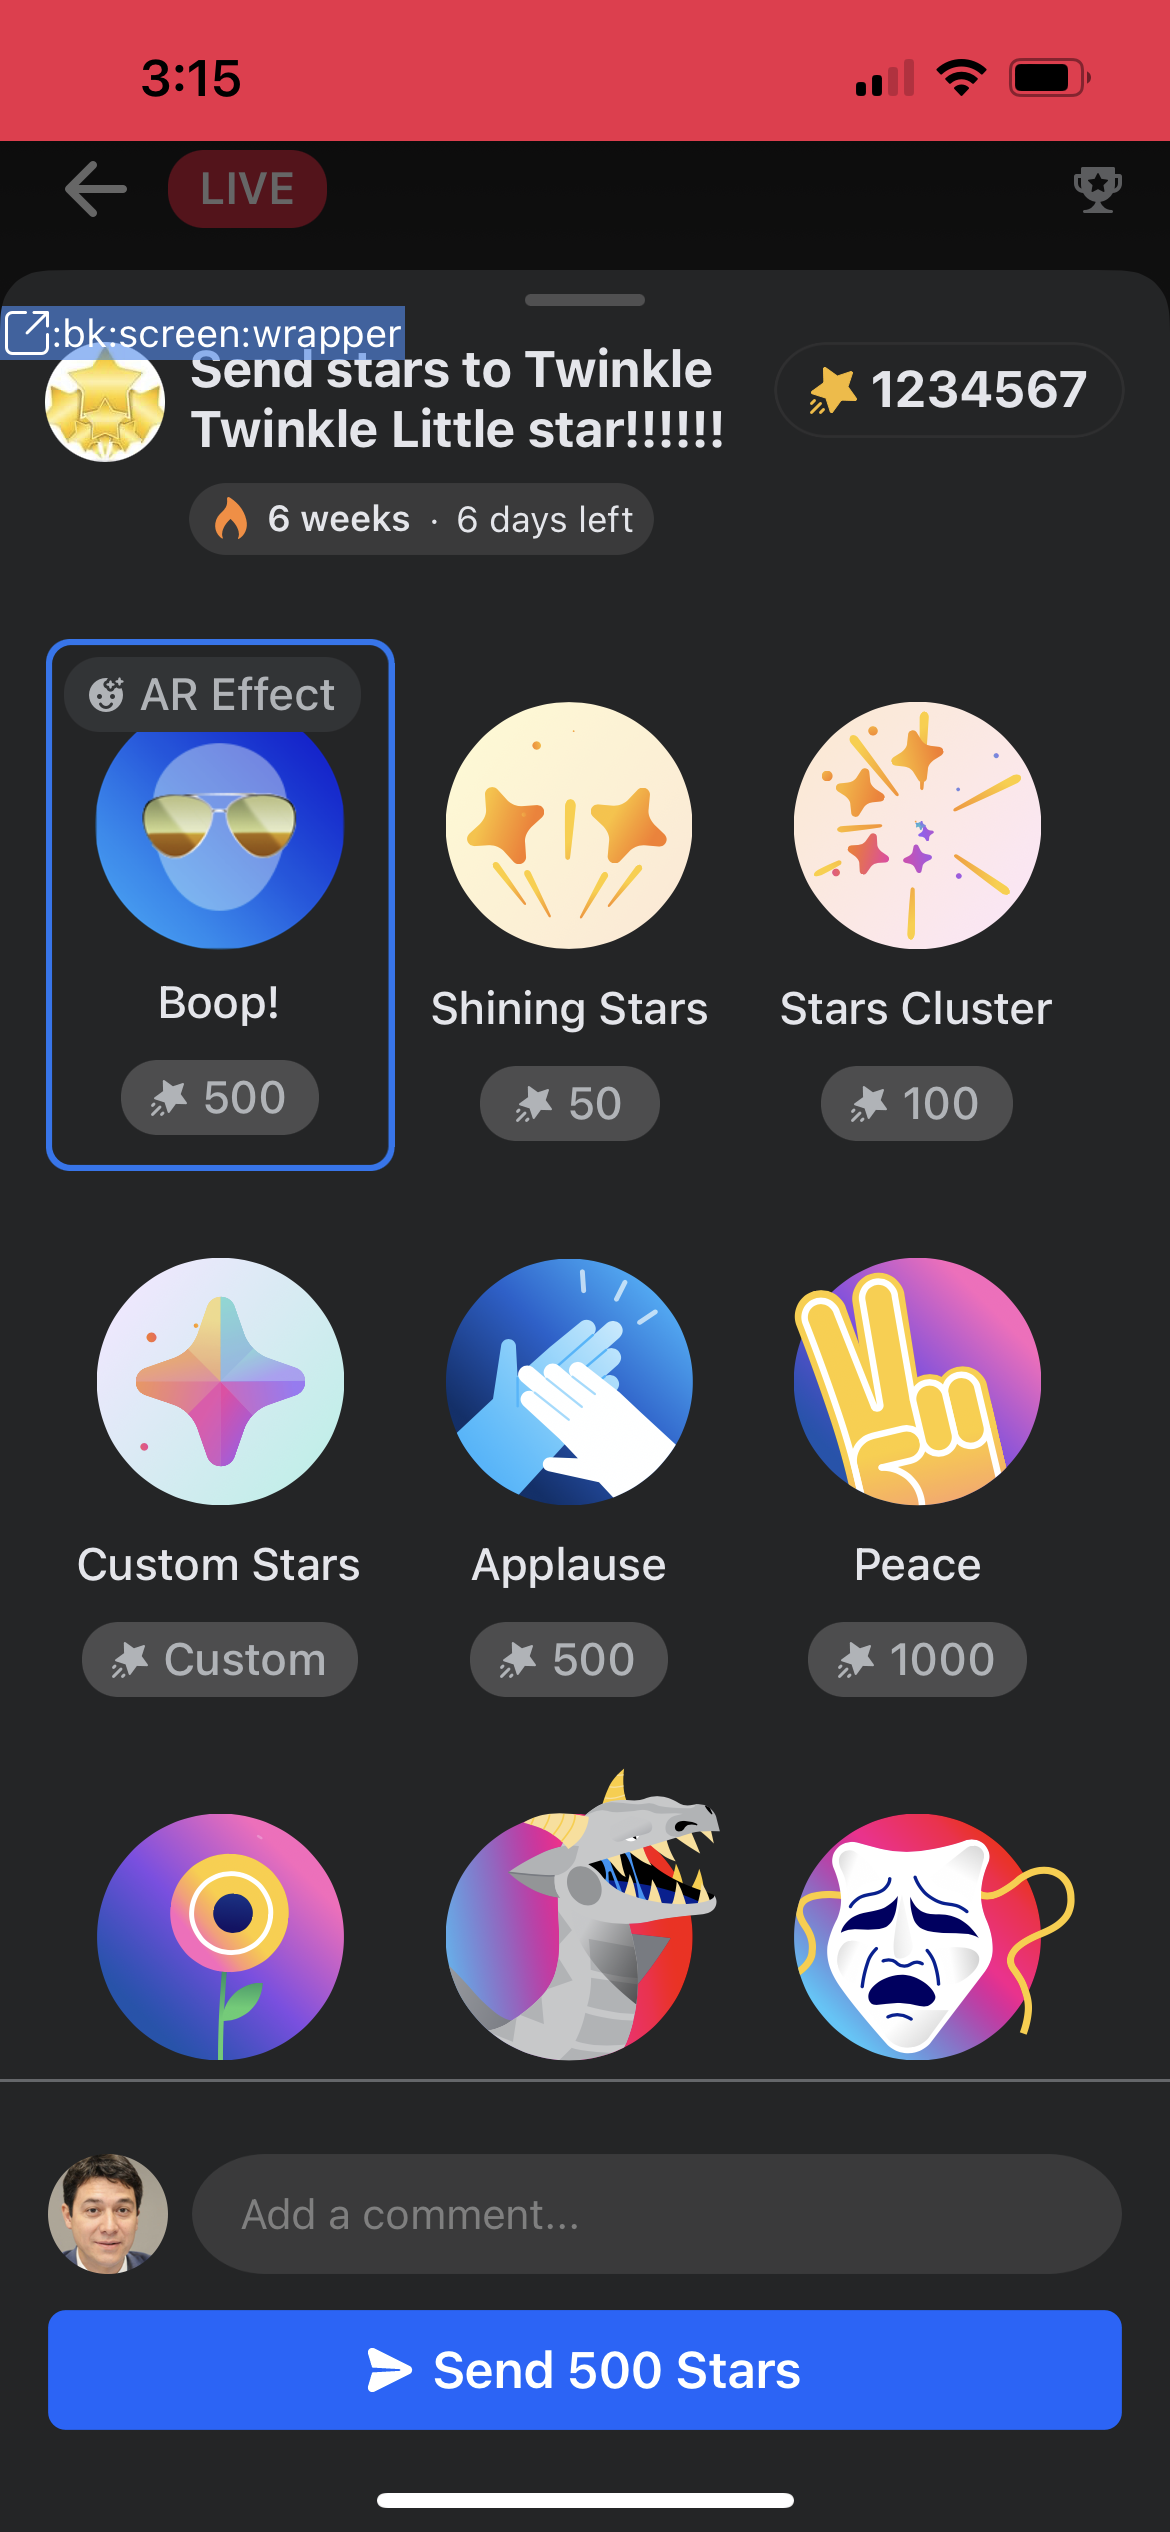 3:15
LIVE
:bk:screen:wrapper
Send stars to Twinkle
Twinkle Little star!!!!!!
1234567
6 weeks · 6 days left
AR Effect
Boop!
Shining Stars
Stars Cluster
500
50
100
Custom Stars
Applause
Peace
Custom
500
1000
Add a comment...
Send 500 Stars